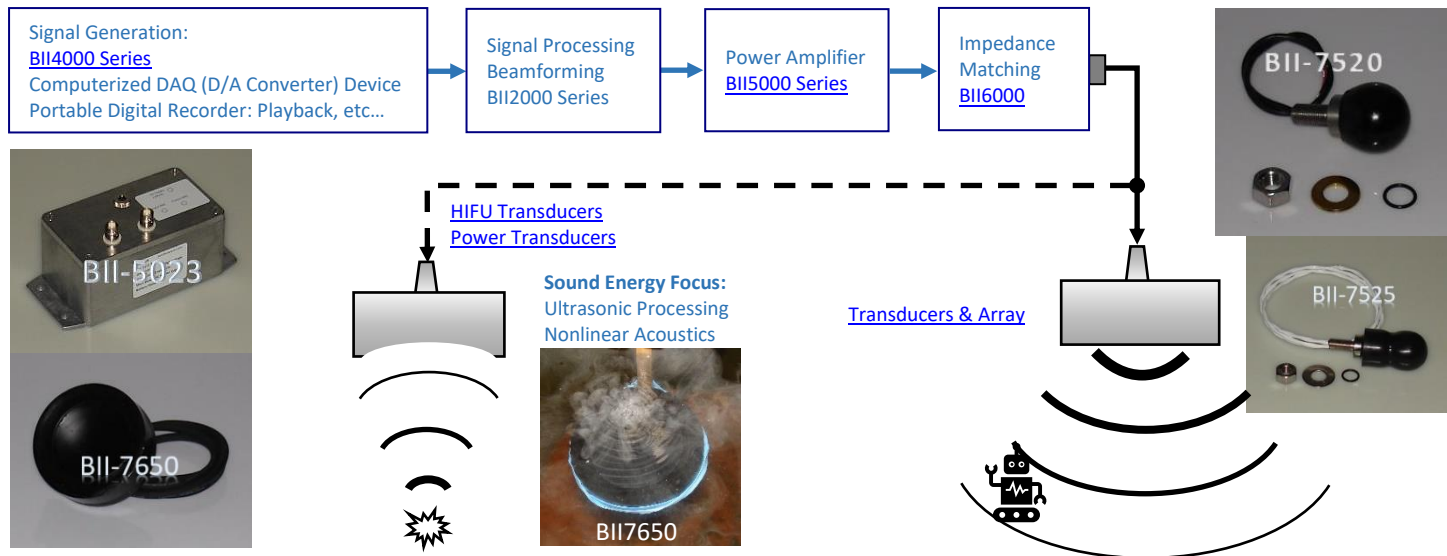 Signal Generation:
BII4000 Series
Computerized DAQ (D/A Converter) Device
Portable Digital Recorder: Playback, etc…
Signal Processing
Beamforming
BII2000 Series
Power Amplifier
BII5000 Series
Impedance
Matching
BII6000
BII-7520
BII-5023
HIFU Transducers
Power Transducers
Sound Energy Focus:
Ultrasonic Processing
Nonlinear Acoustics
Transducers & Array
BII-7525
BII-7650
BII7650